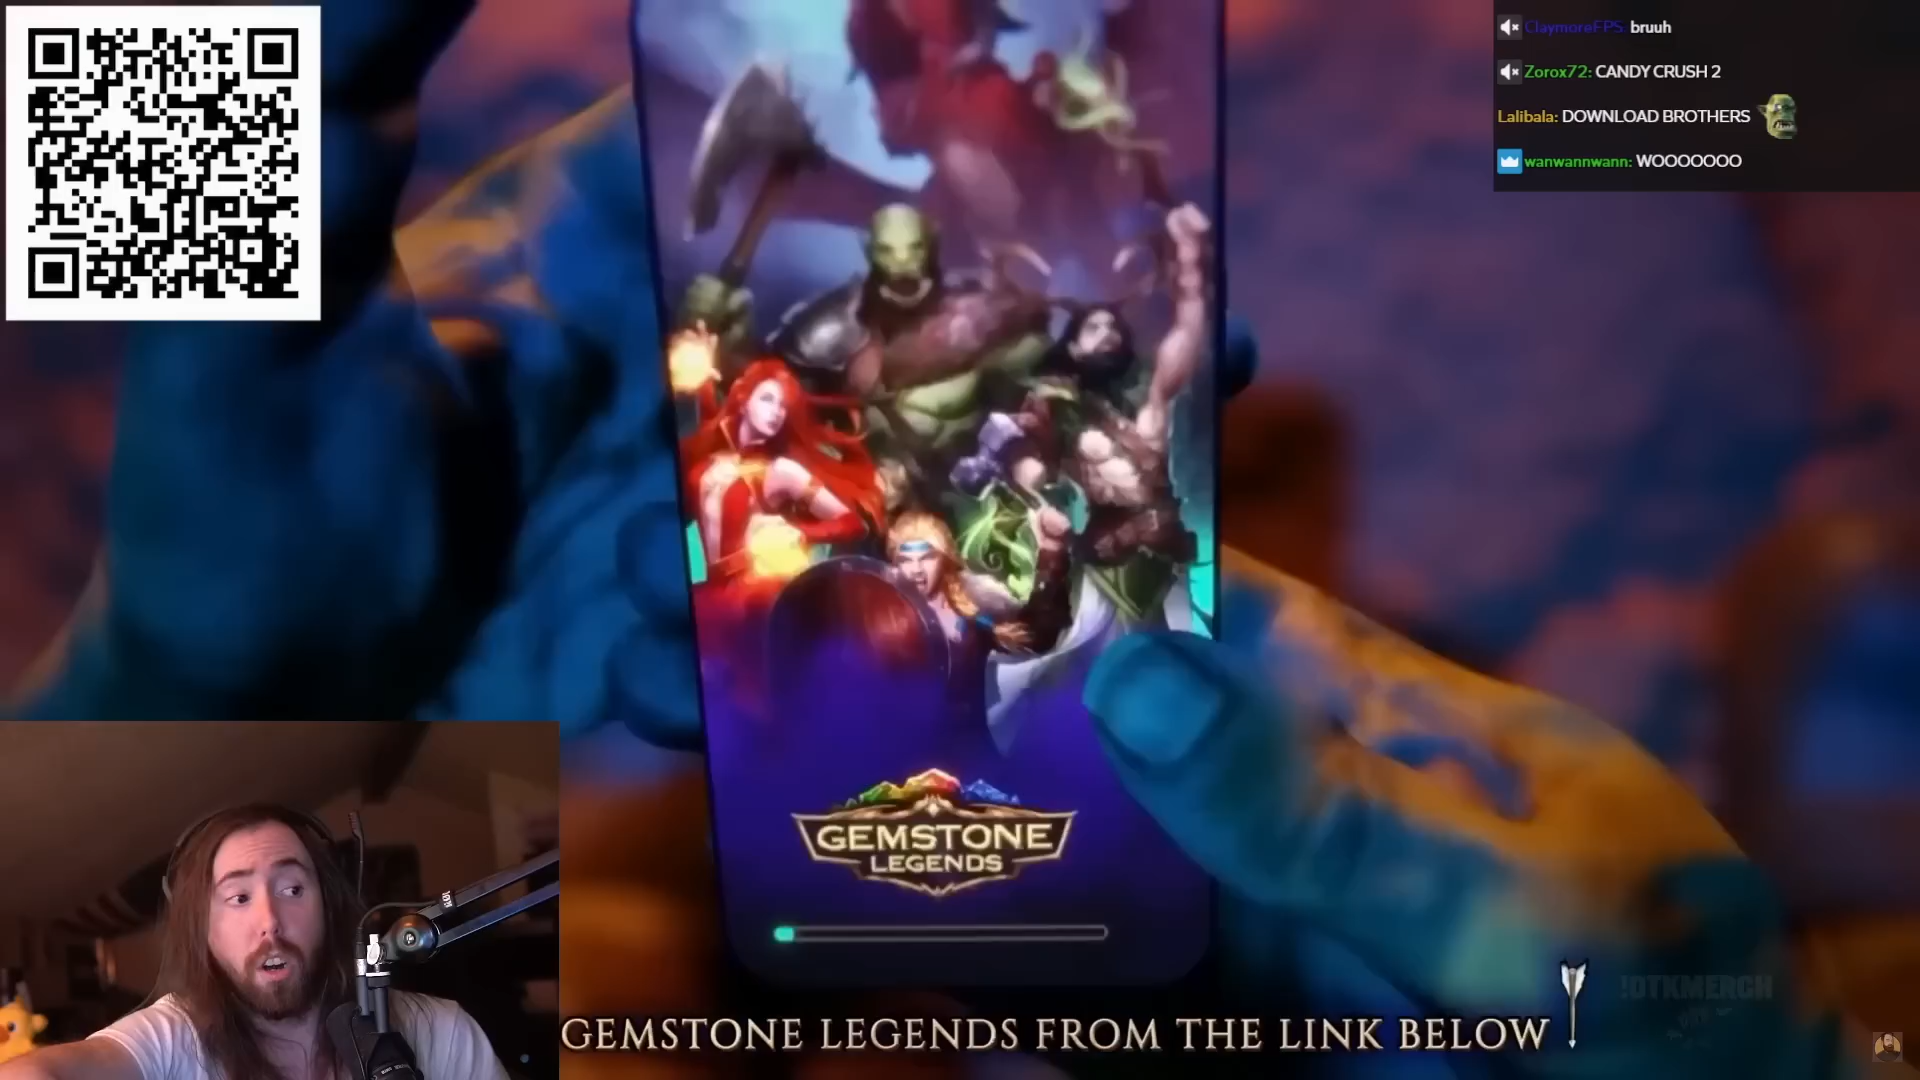 ClaymoreFPS: bruuh
Zorox72: CANDY CRUSH 2
Lalibala: DOWNLOAD BROTHERS
wanwannwann: WOOOOOOO
GEMSTONE
LEGENDS
!DTKMERCH
GEMSTONE LEGENDS FROM THE LINK BELOW